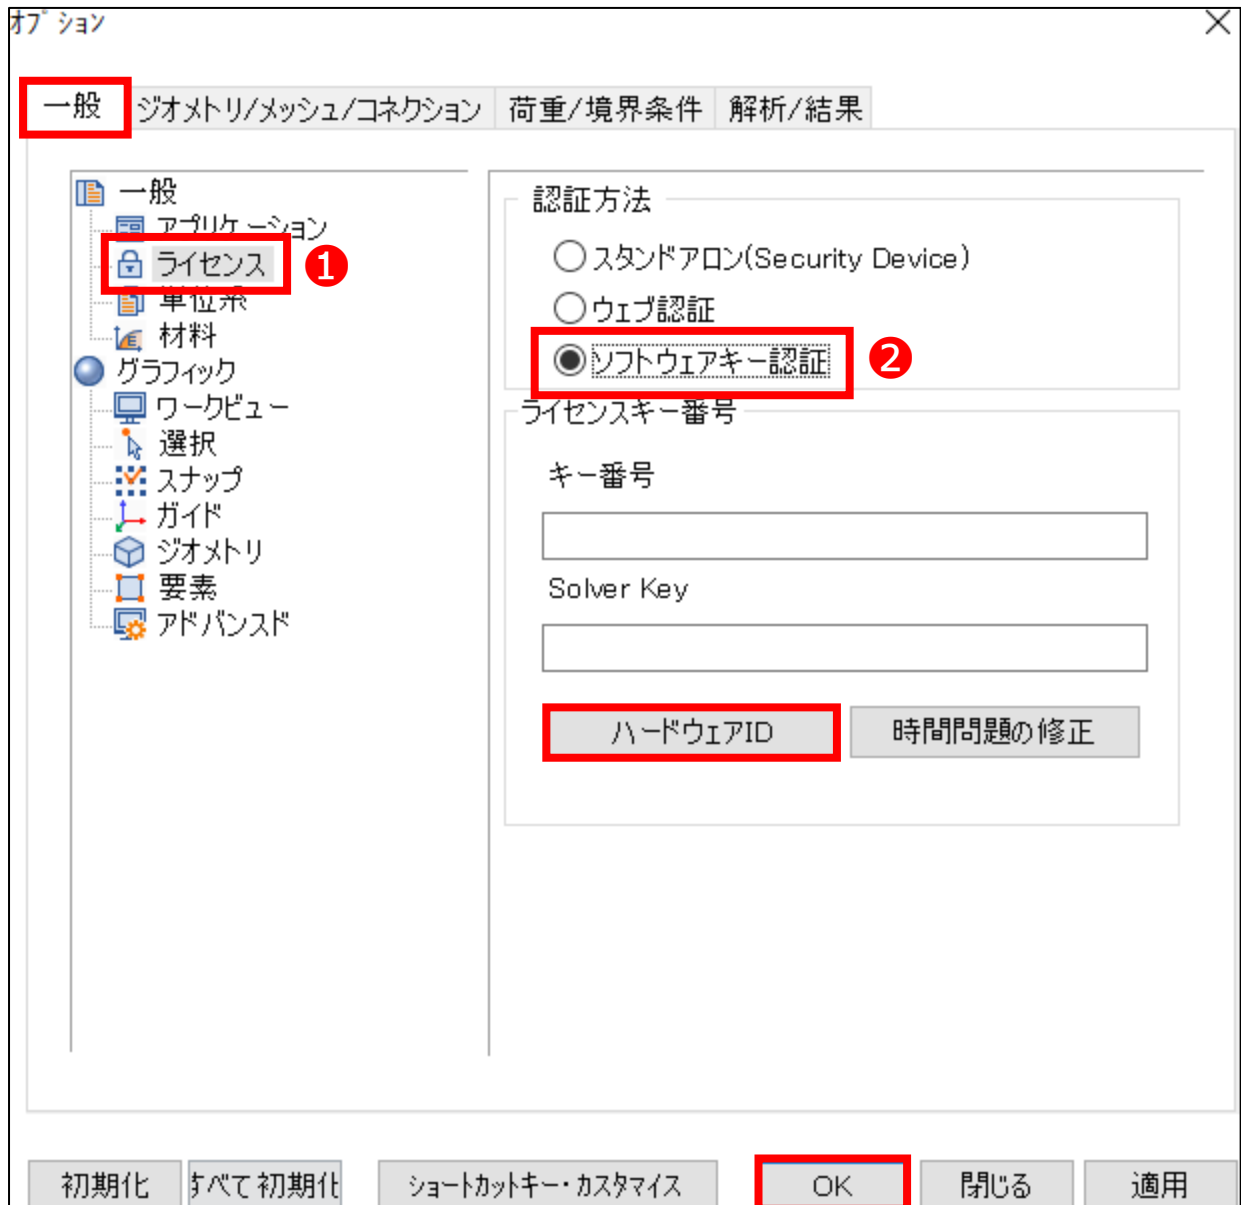 オプション
一般 ジオメトリ/メッシュ/コネクション 荷重/境界条件 解析/結果
一般
アプリケーション
ライセンス
1
単位系
材料
グラフィック
ワークビュー
選択
スナップ
ガイド
ジオメトリ
要素
アドバンスド
認証方法
スタンドアロン(Security Device)
ウェブ認証
ソフトウェアキー認証
2
ライセンスキー番号
キー番号
Solver Key
ハードウェアID 時間問題の修正
初期化 すべて初期化 ショートカットキー・カスタマイズ OK 閉じる 適用